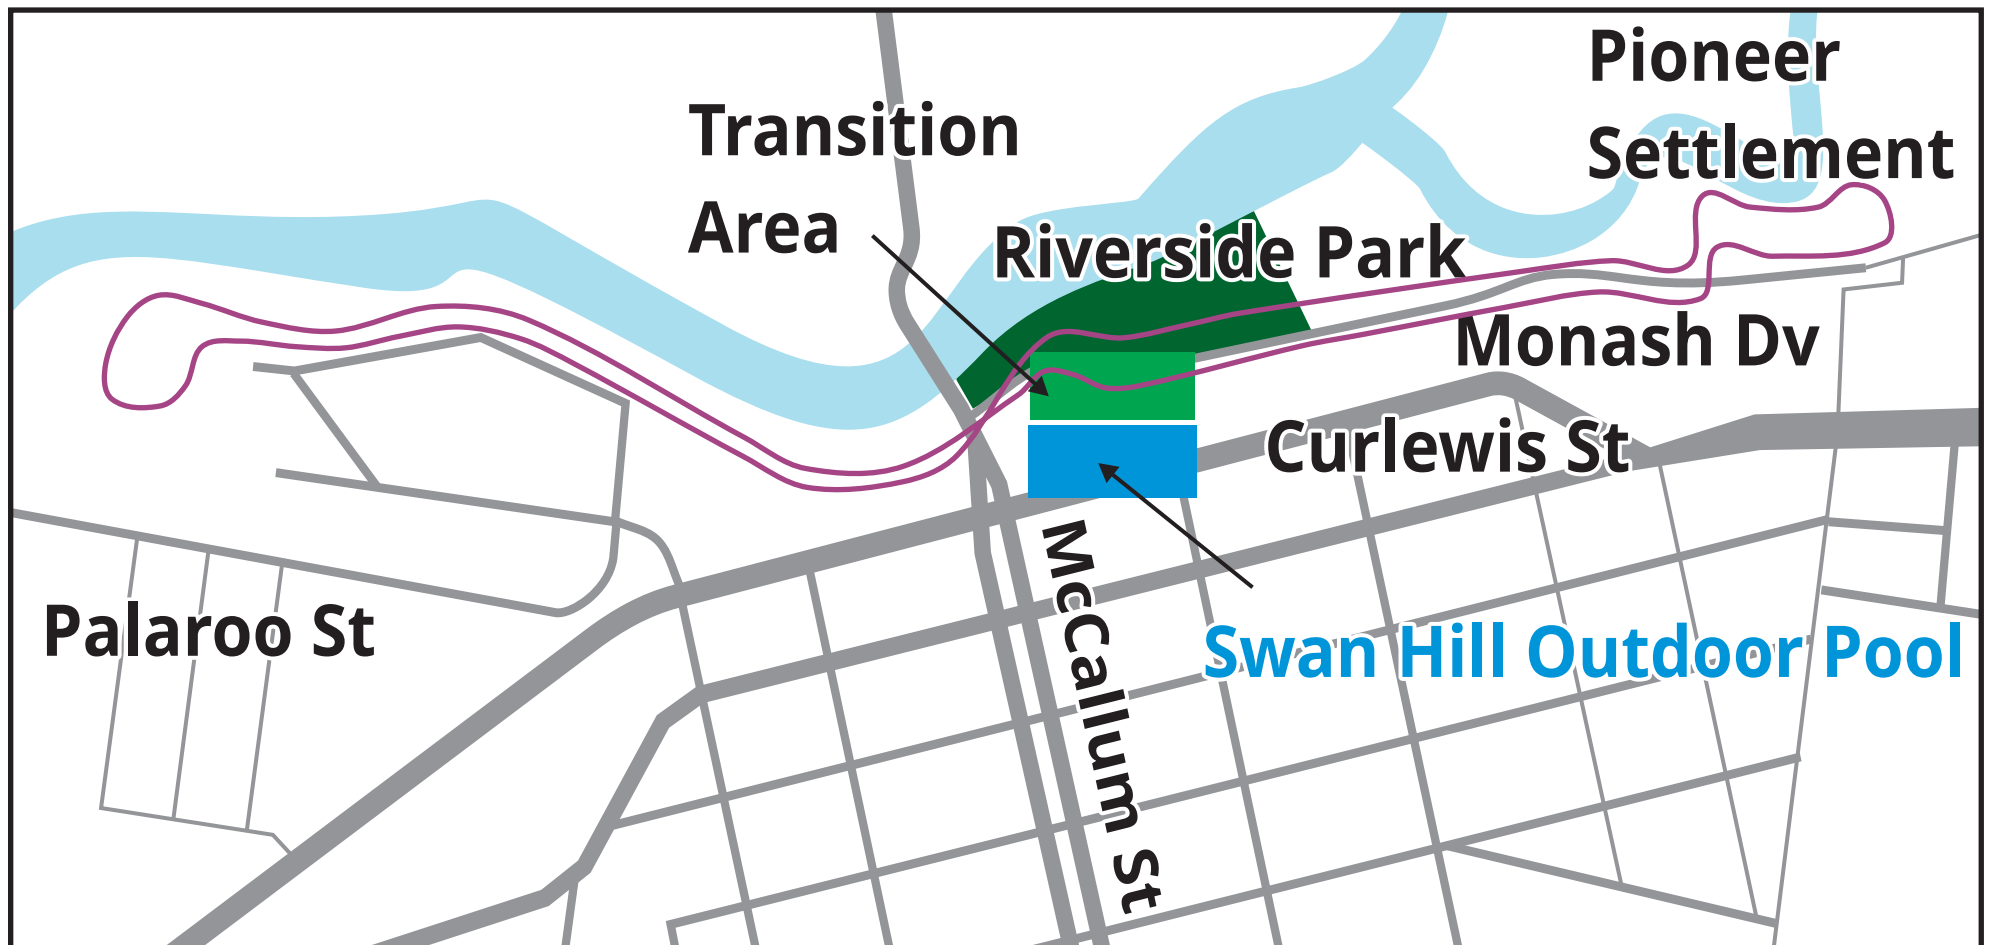 Pioneer
Settlement
Transition
Area
Riverside Park
Monash Dv
Curlewis St
McCallum St
Palaroo St
Swan Hill Outdoor Pool